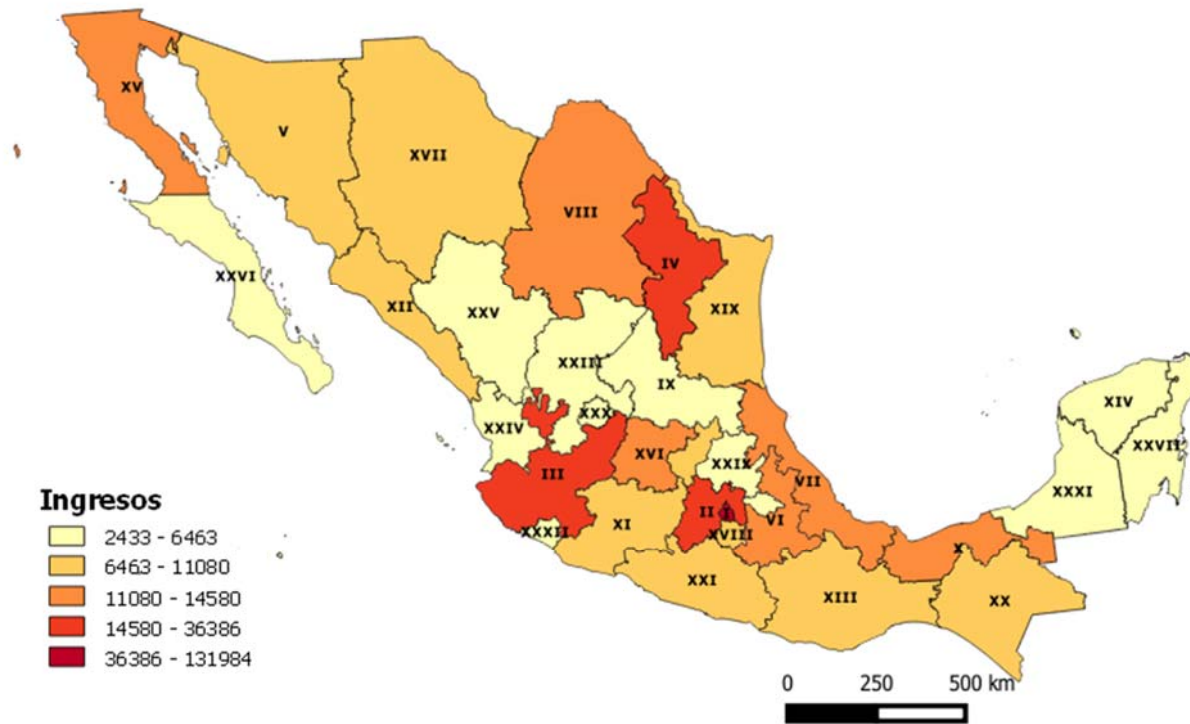 XV
V
XVII
VIII
IV
XXVI
XII
XXV
XIX
XXIII
IX
XXIV
XXX
XIV
III
XVI
XXIX
XXVII
VII
XXXI
Ingresos
2433 - 6463
6463 - 11080
11080 - 14580
14580 - 36386
36386 - 131984
XXXII
XI
II
I
VI
XVIII
X
XXI
XIII
XX
0 250 500 km